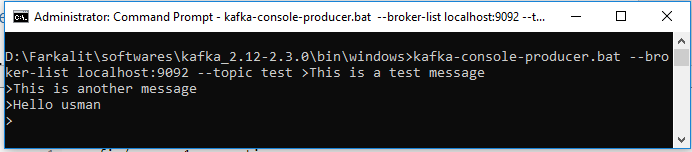 Administrator: Command Prompt - kafka-console-producer.bat --broker-list localhost:9092 --t...
D:\Farkalit\softwares\kafka_2.12-2.3.0\bin\windows>kafka-console-producer.bat --bro
ker-list localhost:9092 --topic test >This is a test message
>This is another message
>Hello usman
>